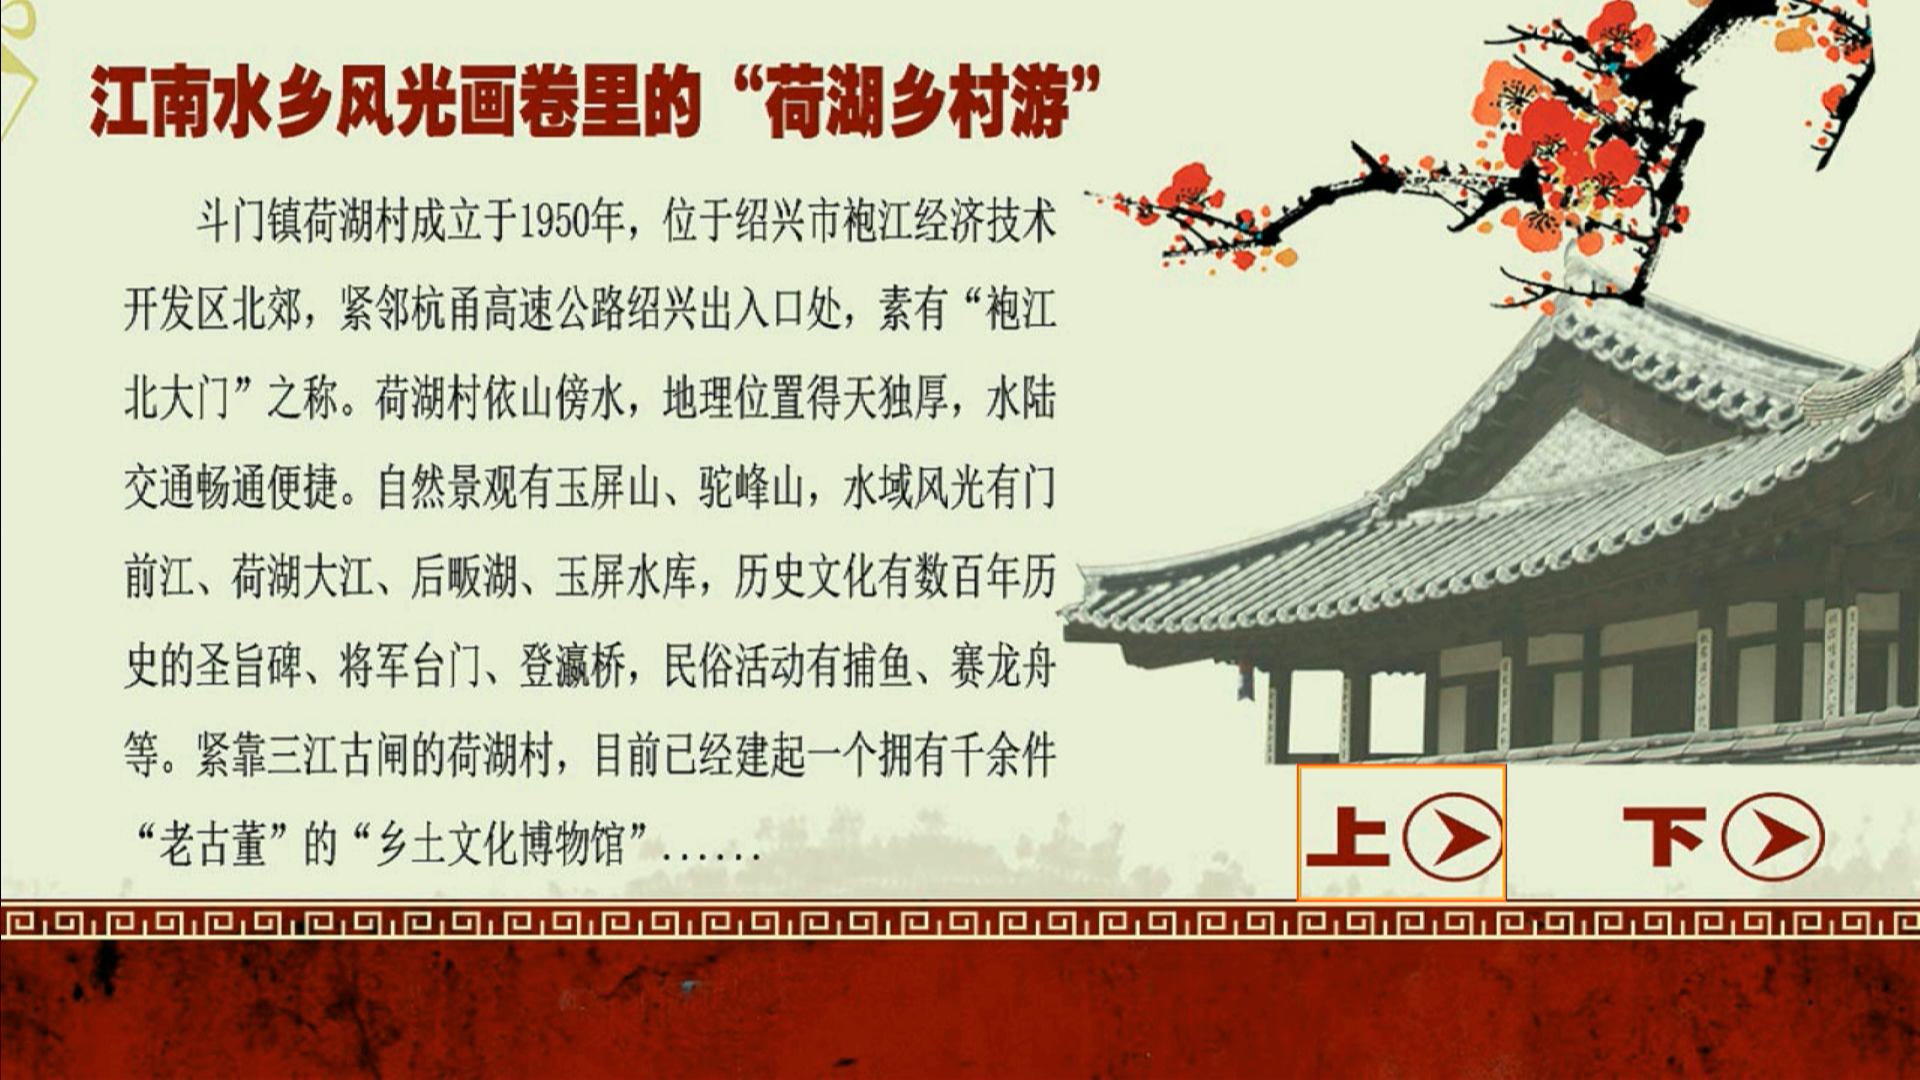 江南水乡风光画卷里的“荷湖乡村游”
斗门镇荷湖村成立于1950年，位于绍兴市袍江经济技术
开发区北郊，紧邻杭甬高速公路绍兴出入口处，素有“袍江
北大门”之称。荷湖村依山傍水，地理位置得天独厚，水陆
交通畅通便捷。自然景观有玉屏山、驼峰山，水域风光有门
前江、荷湖大江、后畈湖、玉屏水库，历史文化有数百年历
史的圣旨碑、将军台门、登瀛桥，民俗活动有捕鱼、赛龙舟
等。紧靠三江古闸的荷湖村，目前已经建起一个拥有千余件
“老古董”的“乡土文化博物馆”......
上
下